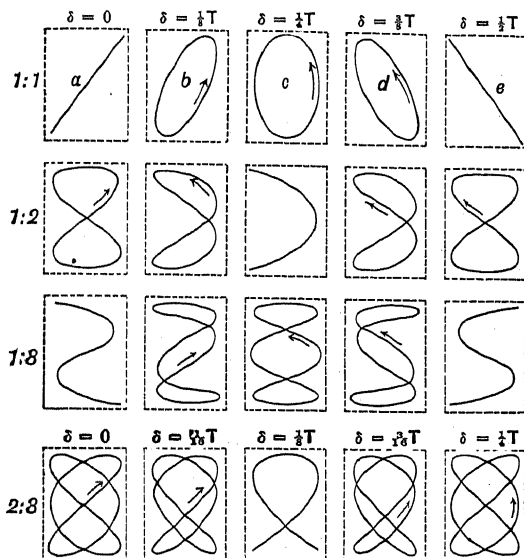 δ = 0 δ = ⅛T δ = ¼T δ = ⅜T δ = ½T
1:1 a b c d e
1:2
1:8
δ = 0 δ = T δ = ⅛T δ = 3/16T δ = ¼T
2:8